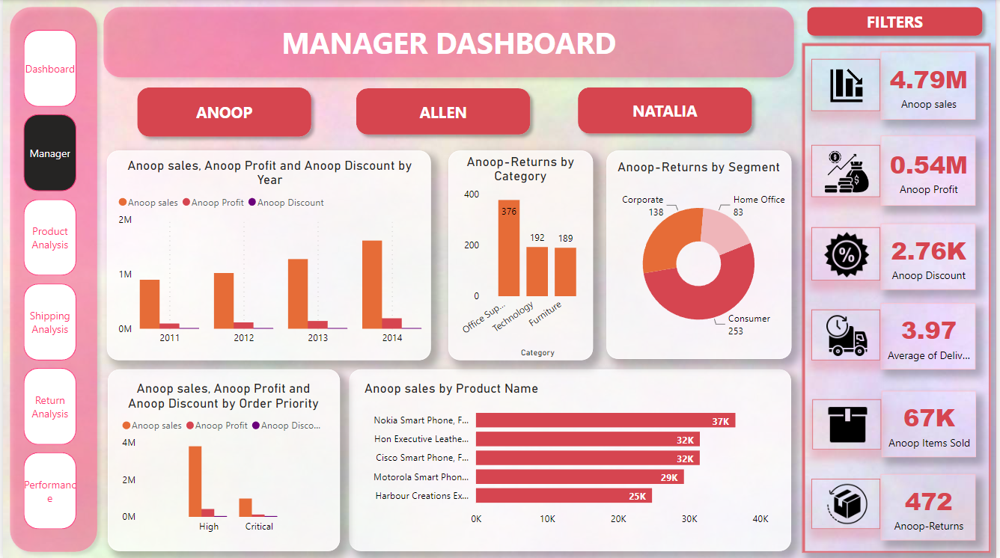 MANAGER DASHBOARD
FILTERS
Dashboard
Manager
Product
Analysis
Shipping
Analysis
Return
Analysis
Performanc
e
ANOOP
ALLEN
NATALIA
Anoop sales, Anoop Profit and Anoop Discount by
Year
Anoop sales Anoop Profit Anoop Discount
2M
1M
0M
2011 2012 2013 2014
Anoop-Returns by
Category
400
200
0
376
192
189
Office Sup...
Technology
Furniture
Category
Anoop-Returns by Segment
Corporate
138
Home Office
83
Consumer
253
Anoop sales, Anoop Profit and
Anoop Discount by Order Priority
Anoop sales Anoop Profit Anoop Disco...
4M
2M
0M
High Critical
Anoop sales by Product Name
Nokia Smart Phone, F... 37K
Hon Executive Leathe... 32K
Cisco Smart Phone, F... 32K
Motorola Smart Phon... 29K
Harbour Creations Ex... 25K
0K 10K 20K 30K 40K
4.79M
Anoop sales
0.54M
Anoop Profit
2.76K
Anoop Discount
3.97
Average of Deliv...
67K
Anoop Items Sold
472
Anoop-Returns